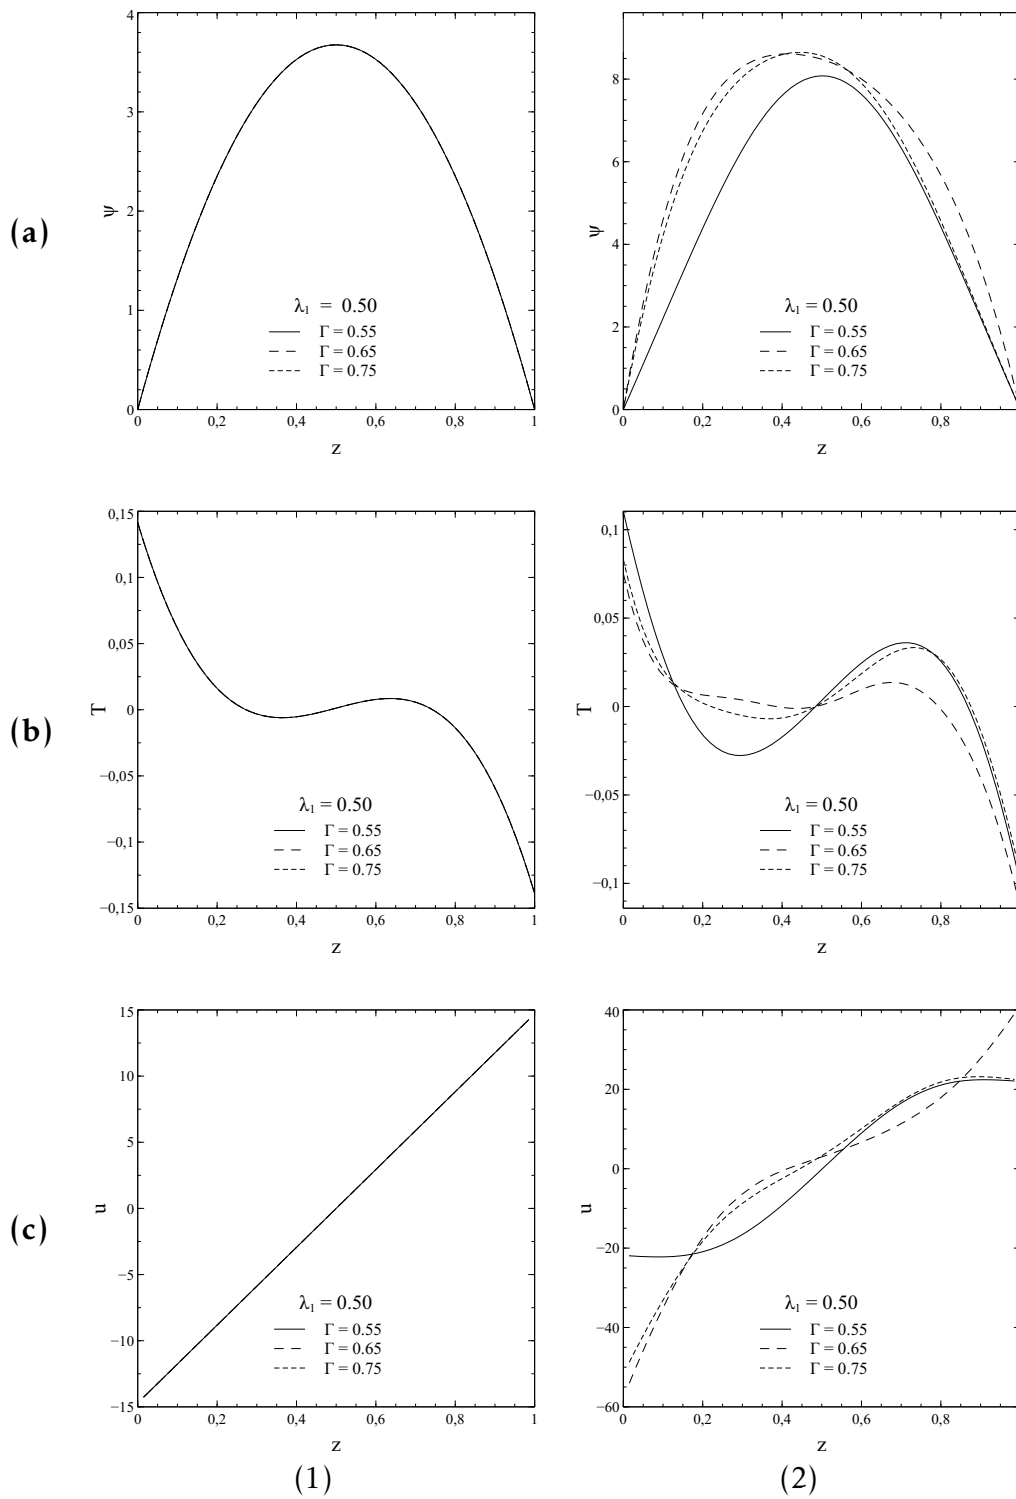 4
3
ψ
2
(a)
1
0
λ₁ = 0.50
Γ = 0.55
Γ = 0.65
Γ = 0.75
0 0,2 0,4 0,6 0,8 1
z
8
6
ψ
4
2
0
λ₁ = 0.50
Γ = 0.55
Γ = 0.65
Γ = 0.75
0 0,2 0,4 0,6 0,8
z
0,15
0,1
0,05
T
0
(b)
−0,05
−0,1
−0,15
λ₁ = 0.50
Γ = 0.55
Γ = 0.65
Γ = 0.75
0 0,2 0,4 0,6 0,8 1
z
0,1
0,05
T
0
−0,05
−0,1
λ₁ = 0.50
Γ = 0.55
Γ = 0.65
Γ = 0.75
0 0,2 0,4 0,6 0,8
z
15
10
5
u
0
(c)
−5
−10
−15
λ₁ = 0.50
Γ = 0.55
Γ = 0.65
Γ = 0.75
0 0,2 0,4 0,6 0,8 1
z
40
20
0
u
−20
−40
−60
λ₁ = 0.50
Γ = 0.55
Γ = 0.65
Γ = 0.75
0 0,2 0,4 0,6 0,8
z
(1) (2)